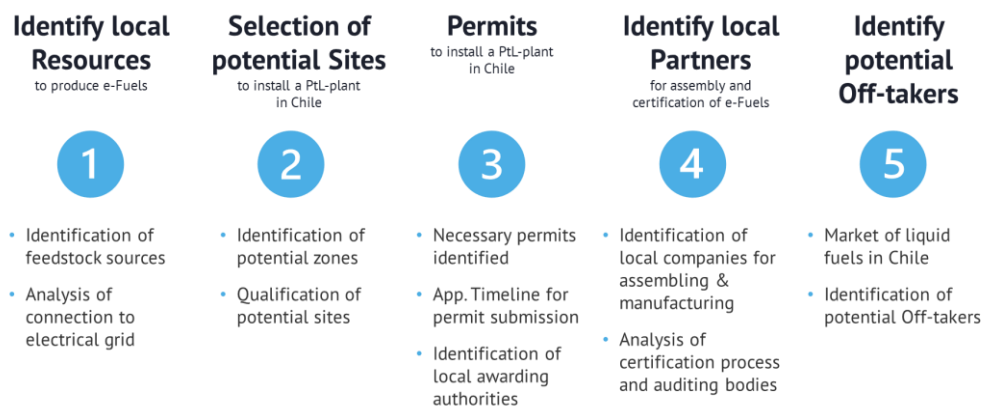 Identify local
Resources
to produce e-Fuels
1
• Identification of
feedstock sources
• Analysis of
connection to
electrical grid
Selection of
potential Sites
to install a PtL-plant
in Chile
2
• Identification of
potential zones
• Qualification of
potential sites
Permits
to install a PtL-plant
in Chile
3
• Necessary permits
identified
• App. Timeline for
permit submission
• Identification of
local awarding
authorities
Identify local
Partners
for assembly and
certification of e-Fuels
4
• Identification of
local companies for
assembling &
manufacturing
• Analysis of
certification process
and auditing bodies
Identify
potential
Off-takers
5
• Market of liquid
fuels in Chile
• Identification of
potential Off-takers